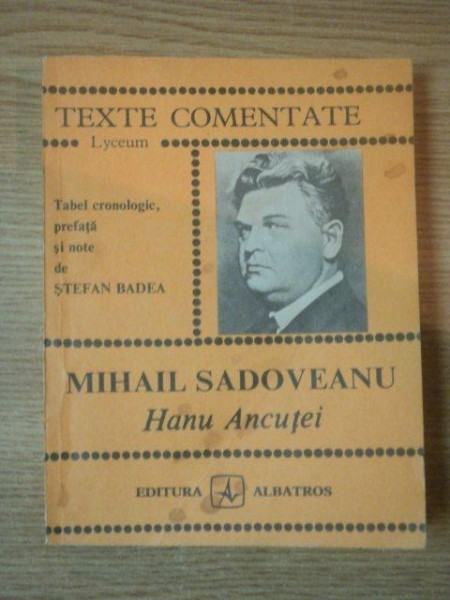 TEXTE COMENTATE
Lyceum
Tabel cronologic,
prefață
și note
de
ȘTEFAN BADEA
MIHAIL SADOVEANU
Hanu Ancuței
EDITURA ALBATROS